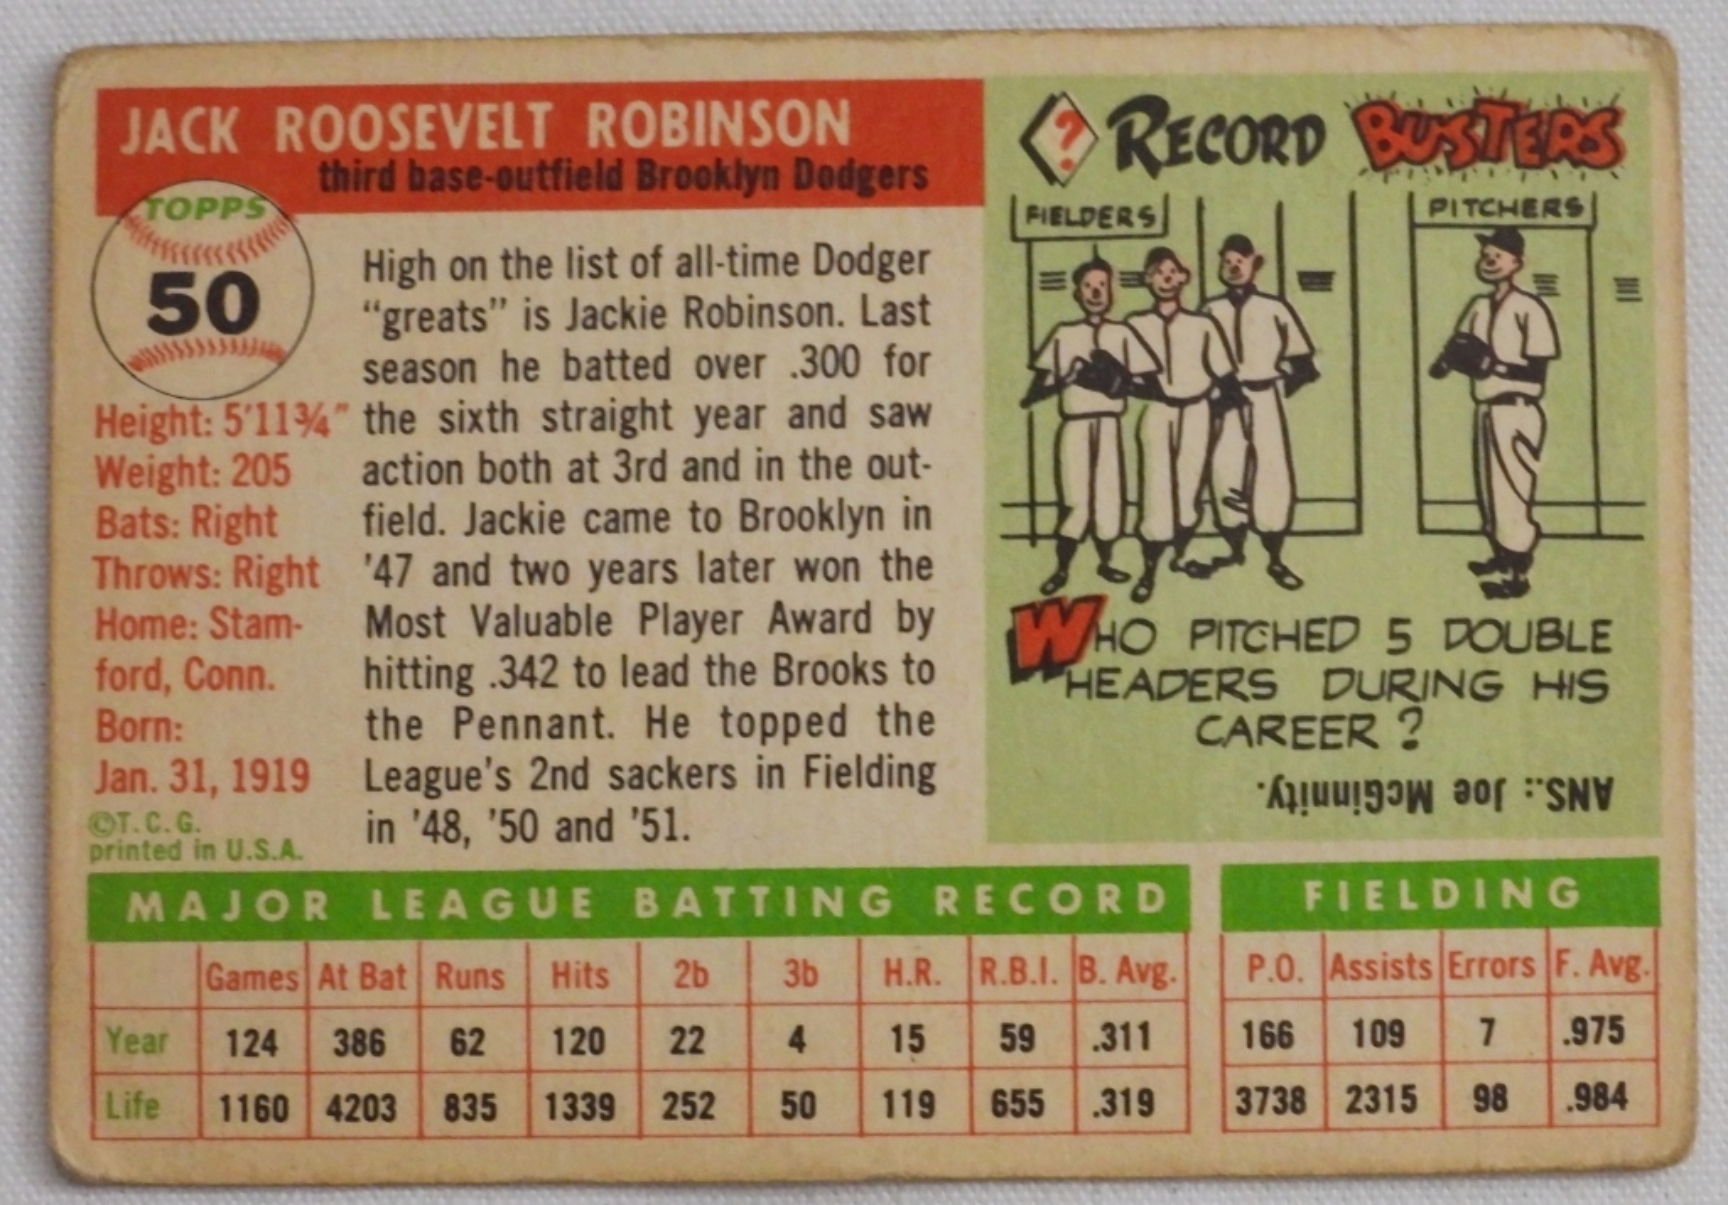 JACK ROOSEVELT ROBINSON
third base-outfield Brooklyn Dodgers
TOPPS
50
Height: 5'11¾"
Weight: 205
Bats: Right
Throws: Right
Home: Stam-
ford, Conn.
Born:
Jan. 31, 1919
©T.C.G.
printed in U.S.A.
High on the list of all-time Dodger
"greats" is Jackie Robinson. Last
season he batted over .300 for
the sixth straight year and saw
action both at 3rd and in the out-
field. Jackie came to Brooklyn in
'47 and two years later won the
Most Valuable Player Award by
hitting .342 to lead the Brooks to
the Pennant. He topped the
League's 2nd sackers in Fielding
in '48, '50 and '51.
? RECORD BUSTERS
FIELDERS
PITCHERS
WHO PITCHED 5 DOUBLE
HEADERS DURING HIS
CAREER?
ANS.: Joe McGinnity.
MAJOR LEAGUE BATTING RECORD
Games At Bat Runs Hits 2b 3b H.R. R.B.I. B. Avg.
Year 124 386 62 120 22 4 15 59 .311
Life 1160 4203 835 1339 252 50 119 655 .319
FIELDING
P.O. Assists Errors F. Avg.
166 109 7 .975
3738 2315 98 .984